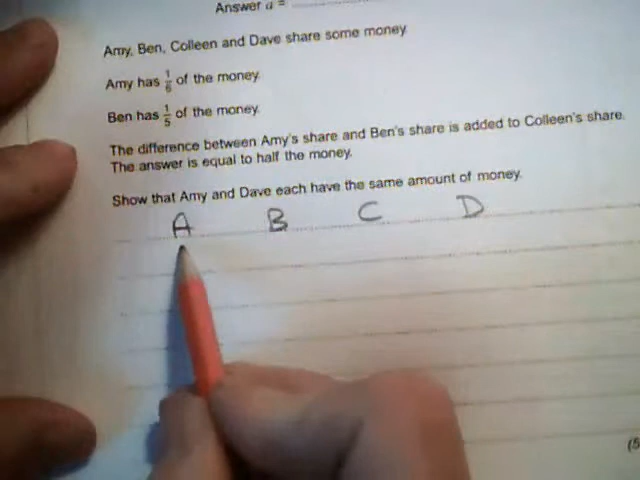 Answer a =
Amy, Ben, Colleen and Dave share some money.
Amy has 1/6 of the money.
Ben has 1/5 of the money.
The difference between Amy's share and Ben's share is added to Colleen's share.
The answer is equal to half the money.
Show that Amy and Dave each have the same amount of money.
A B C D
(5